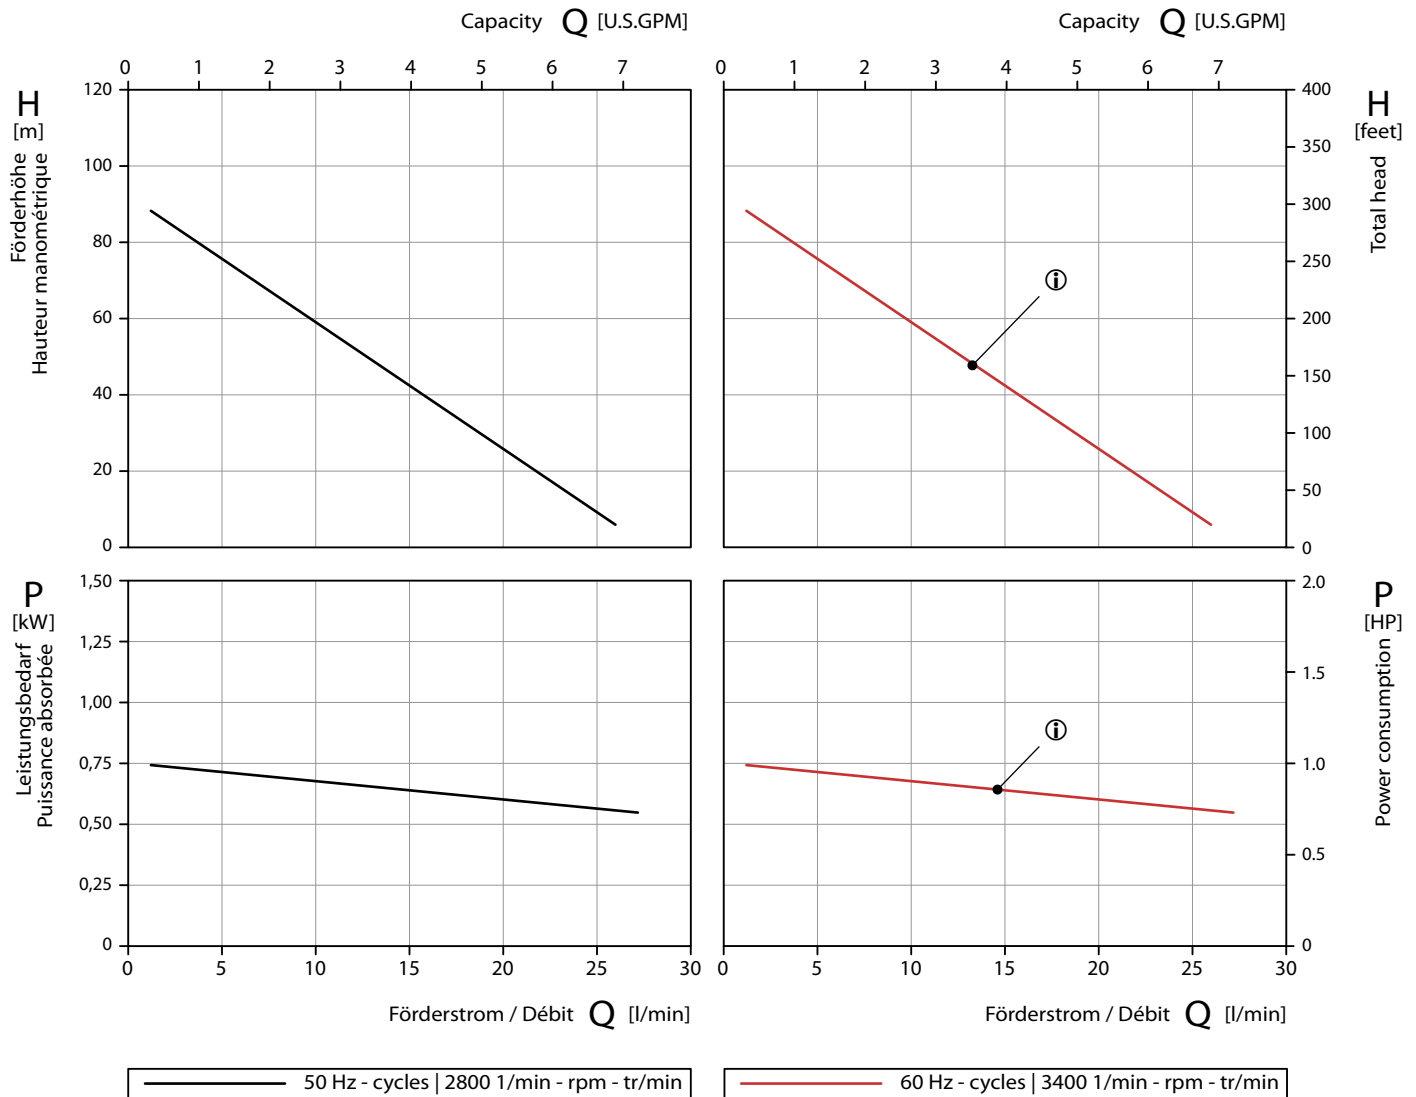 Capacity Q [U.S.GPM]
Capacity Q [U.S.GPM]
0 1 2 3 4 5 6 7
0 1 2 3 4 5 6 7
H
[m]
Förderhöhe
Hauteur manométrique
120
100
80
60
40
20
0
H
[feet]
Total head
400
350
300
250
200
150
100
50
0
i
P
[kW]
Leistungsbedarf
Puissance absorbée
1,50
1,25
1,00
0,75
0,50
0,25
0
P
[HP]
Power consumption
2.0
1.5
1.0
0.5
0
i
0 5 10 15 20 25 30
0 5 10 15 20 25 30
Förderstrom / Débit Q [l/min]
Förderstrom / Débit Q [l/min]
50 Hz - cycles | 2800 1/min - rpm - tr/min
60 Hz - cycles | 3400 1/min - rpm - tr/min